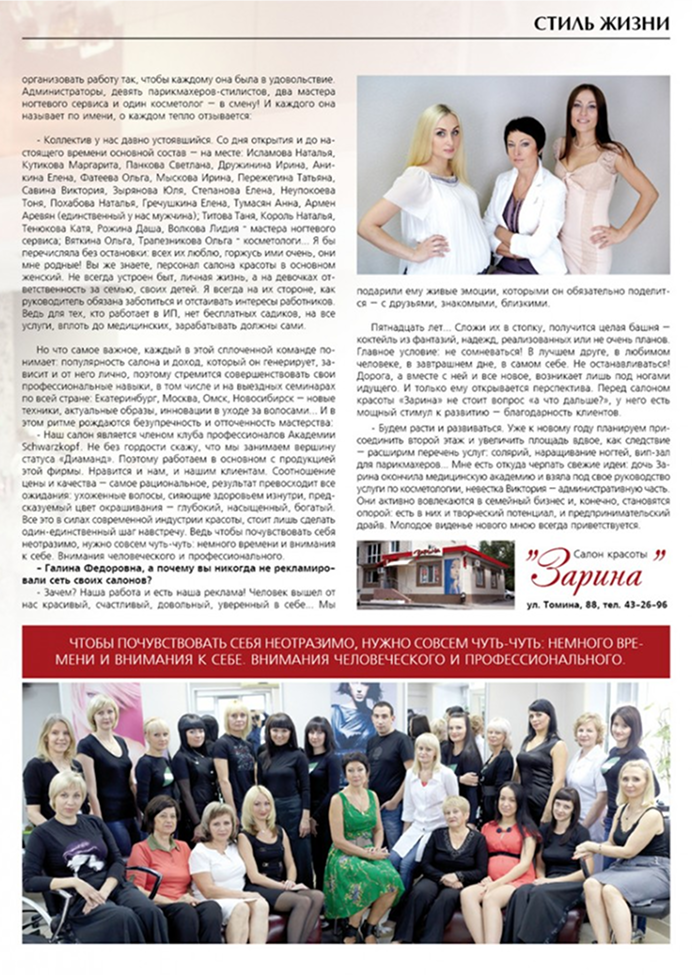 СТИЛЬ ЖИЗНИ
организовать работу так, чтобы каждому она была в удовольствие.
Администраторы, девять парикмахеров-стилистов, два мастера
ногтевого сервиса и один косметолог – в смену! И каждого она
называет по имени, о каждом тепло отзывается:
- Коллектив у нас давно устоявшийся. Со дня открытия и до на-
стоящего времени основной состав – на месте: Исламова Наталья,
Кутикова Маргарита, Панкова Светлана, Дружинина Ирина, Ани-
кина Елена, Фатеева Ольга, Мыскова Ирина, Пережегина Татьяна,
Савина Виктория, Зырянова Юля, Степанова Елена, Неупокоева
Тоня, Похабова Наталья, Гречушкина Елена, Тумасян Анна, Армен
Аревян (единственный у нас мужчина); Титова Таня, Король Наталья,
Тенюкова Катя, Рожина Даша, Волкова Лидия - мастера ногтевого
сервиса; Вяткина Ольга, Трапезникова Ольга - косметологи... Я бы
перечисляла без остановки: всех их люблю, горжусь ими очень, они
мне родные! Вы же знаете, персонал салона красоты в основном
женский. Не всегда устроен быт, личная жизнь, а на девочках от-
ветственность за семью, своих детей. Я всегда на их стороне, как
руководитель обязана заботиться и отстаивать интересы работников.
Ведь для тех, кто работает в ИП, нет бесплатных садиков, на все
услуги, вплоть до медицинских, зарабатывать должны сами.
Но что самое важное, каждый в этой сплоченной команде по-
нимает: популярность салона и доход, который он генерирует, за-
висит и от него лично, поэтому стремится совершенствовать свои
профессиональные навыки, в том числе и на выездных семинарах
по всей стране: Екатеринбург, Москва, Омск, Новосибирск – новые
техники, актуальные образы, инновации в уходе за волосами... И в
этом ритме рождаются безупречность и отточенность мастерства:
- Наш салон является членом клуба профессионалов Академии
Schwarzkopf. Не без гордости скажу, что мы занимаем вершину
статуса «Диаманд». Поэтому работаем в основном с продукцией
этой фирмы. Нравится и нам, и нашим клиентам. Соотношение
цены и качества – самое рациональное, результат превосходит все
ожидания: ухоженные волосы, сияющие здоровьем изнутри, пред-
сказуемый цвет окрашивания – глубокий, насыщенный, богатый.
Все это в силах современной индустрии красоты, стоит лишь сделать
один-единственный шаг навстречу. Ведь чтобы почувствовать себя
неотразимо, нужно совсем чуть-чуть: немного времени и внимания
к себе. Внимания человеческого и профессионального.
– Галина Федоровна, а почему вы никогда не рекламиро-
вали сеть своих салонов?
- Зачем? Наша работа и есть наша реклама! Человек вышел от
нас красивый, счастливый, довольный, уверенный в себе... Мы
подарили ему живые эмоции, которыми он обязательно поделит-
ся – с друзьями, знакомыми, близкими.
Пятнадцать лет... Сложи их в стопку, получится целая башня –
коктейль из фантазий, надежд, реализованных или не очень планов.
Главное условие: не сомневаться! В лучшем друге, в любимом
человеке, в завтрашнем дне, в самом себе. Не останавливаться!
Дорога, а вместе с ней и все новое, возникает лишь под ногами
идущего. И только ему открывается перспектива. Перед салоном
красоты «Зарина» не стоит вопрос «а что дальше?», у него есть
мощный стимул к развитию – благодарность клиентов.
- Будем расти и развиваться. Уже к новому году планируем при-
соединить второй этаж и увеличить площадь вдвое, как следствие
– расширим перечень услуг: солярий, наращивание ногтей, вип-зал
для парикмахеров... Мне есть откуда черпать свежие идеи: дочь За-
рина окончила медицинскую академию и взяла под свое руководство
услуги по косметологии, невестка Виктория – административную часть.
Они активно вовлекаются в семейный бизнес и, конечно, становятся
опорой: есть в них и творческий потенциал, и предпринимательский
драйв. Молодое виденье нового мною всегда приветствуется.
Зарина
Салон красоты
"Зарина"
ул. Томина, 88, тел. 43-26-96
ЧТОБЫ ПОЧУВСТВОВАТЬ СЕБЯ НЕОТРАЗИМО, НУЖНО СОВСЕМ ЧУТЬ-ЧУТЬ: НЕМНОГО ВРЕ-
МЕНИ И ВНИМАНИЯ К СЕБЕ. ВНИМАНИЯ ЧЕЛОВЕЧЕСКОГО И ПРОФЕССИОНАЛЬНОГО.